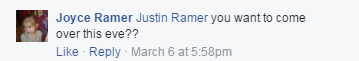 Joyce Ramer Justin Ramer you want to come
over this eve??
Like · Reply · March 6 at 5:58pm